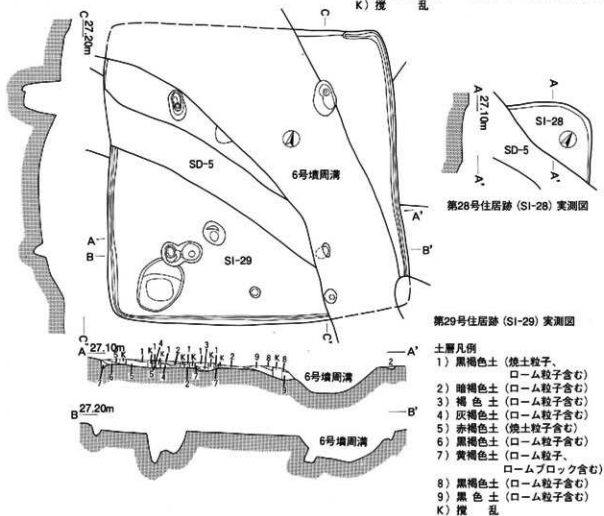 K) 撹 乱
C
27.20m
C
SD-5
6号墳周溝
A
B
SI-29
A'
B'
C'
C'
A
27.10m
A
SI-28
SD-5
A'
A'
第28号住居跡 (SI-28) 実測図
第29号住居跡 (SI-29) 実測図
A 27.10m
A'
6号墳周溝
B 27.20m
B'
6号墳周溝
土層凡例
1) 黒褐色土 (焼土粒子、
ローム粒子含む)
2) 暗褐色土 (ローム粒子含む)
3) 褐 色 土 (ローム粒子含む)
4) 灰褐色土 (ローム粒子含む)
5) 赤褐色土 (焼土粒子含む)
6) 黒褐色土 (ローム粒子含む)
7) 黄褐色土 (ローム粒子、
ロームブロック含む)
8) 黒褐色土 (ローム粒子含む)
9) 黒 色 土 (ローム粒子含む)
K) 撹 乱